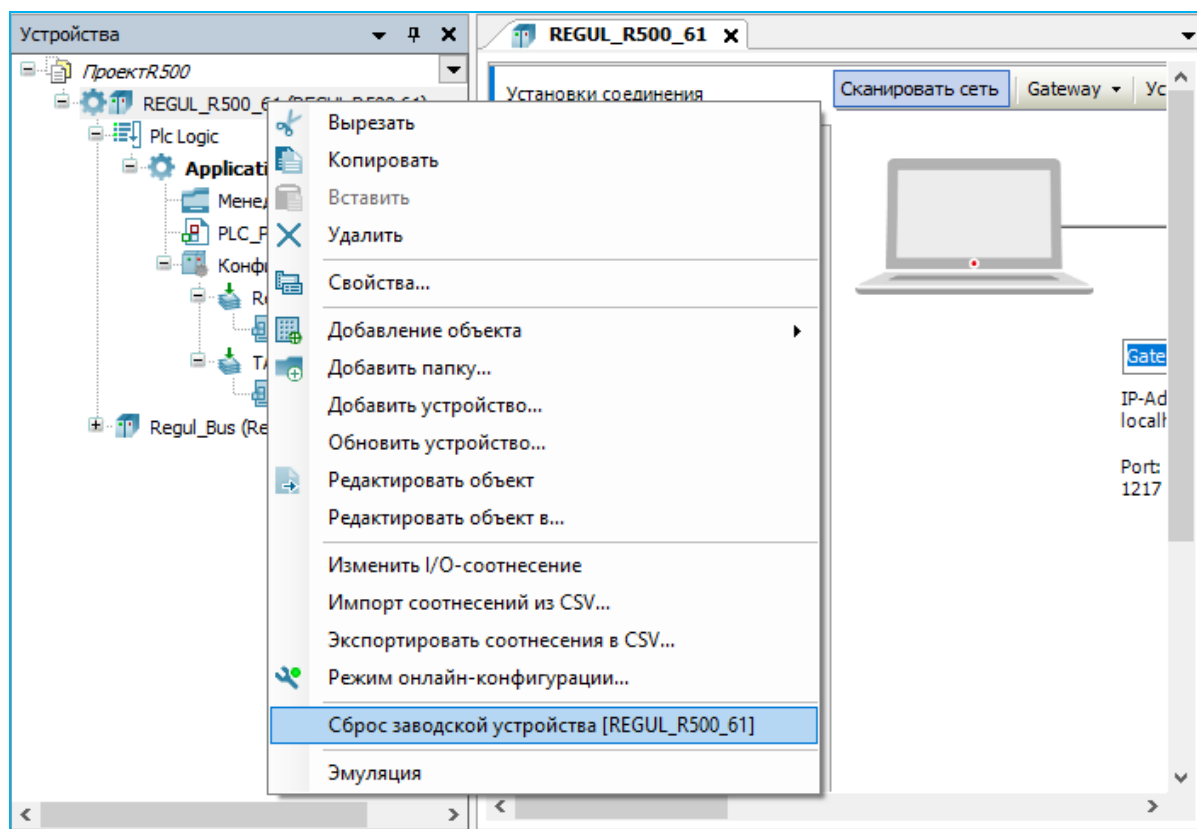 Устройства
ПроектR500
REGUL_R500_61 (REGUL_R500_61)
Plc Logic
Applicati
Менед
PLC_P
Конфи
Re
TA
Regul_Bus (Re
Вырезать
Копировать
Вставить
Удалить
Свойства...
Добавление объекта
Добавить папку...
Добавить устройство...
Обновить устройство...
Редактировать объект
Редактировать объект в...
Изменить I/O-соотнесение
Импорт соотнесений из CSV...
Экспортировать соотнесения в CSV...
Режим онлайн-конфигурации...
Сброс заводской устройства [REGUL_R500_61]
Эмуляция
REGUL_R500_61
Установки соединения
Сканировать сеть
Gateway
Ус
Gate
IP-Ad
localh
Port:
1217